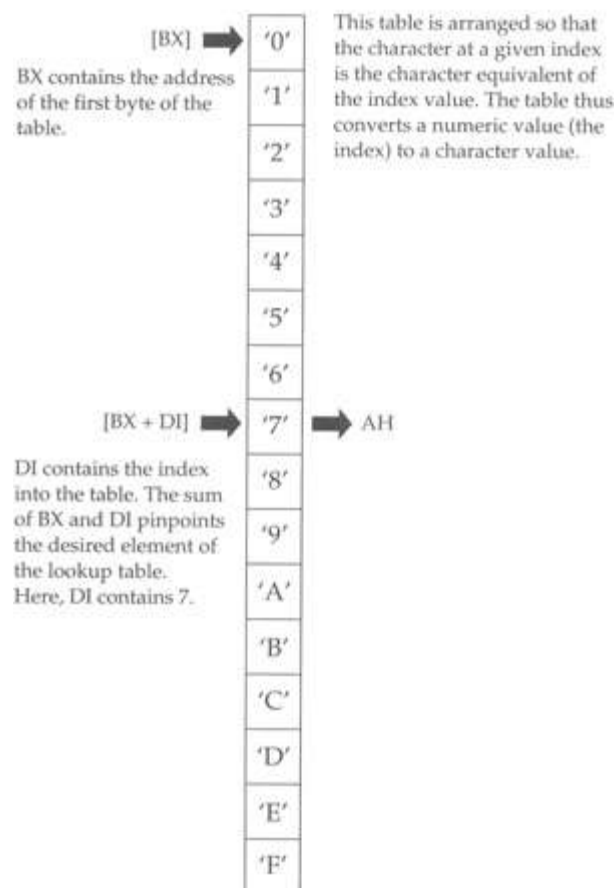 [BX]
BX contains the address
of the first byte of the
table.
This table is arranged so that
the character at a given index
is the character equivalent of
the index value. The table thus
converts a numeric value (the
index) to a character value.
'0'
'1'
'2'
'3'
'4'
'5'
'6'
[BX + DI]
'7'
AH
DI contains the index
into the table. The sum
of BX and DI pinpoints
the desired element of
the lookup table.
Here, DI contains 7.
'8'
'9'
'A'
'B'
'C'
'D'
'E'
'F'